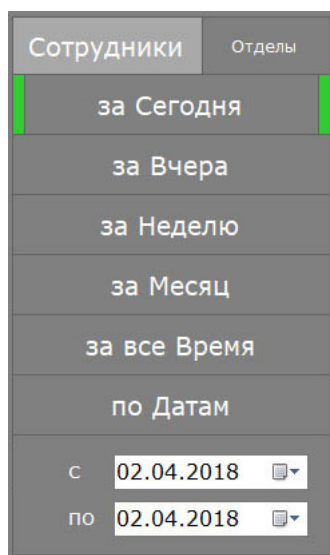 Сотрудники Отделы
за Сегодня
за Вчера
за Неделю
за Месяц
за все Время
по Датам
с 02.04.2018
по 02.04.2018